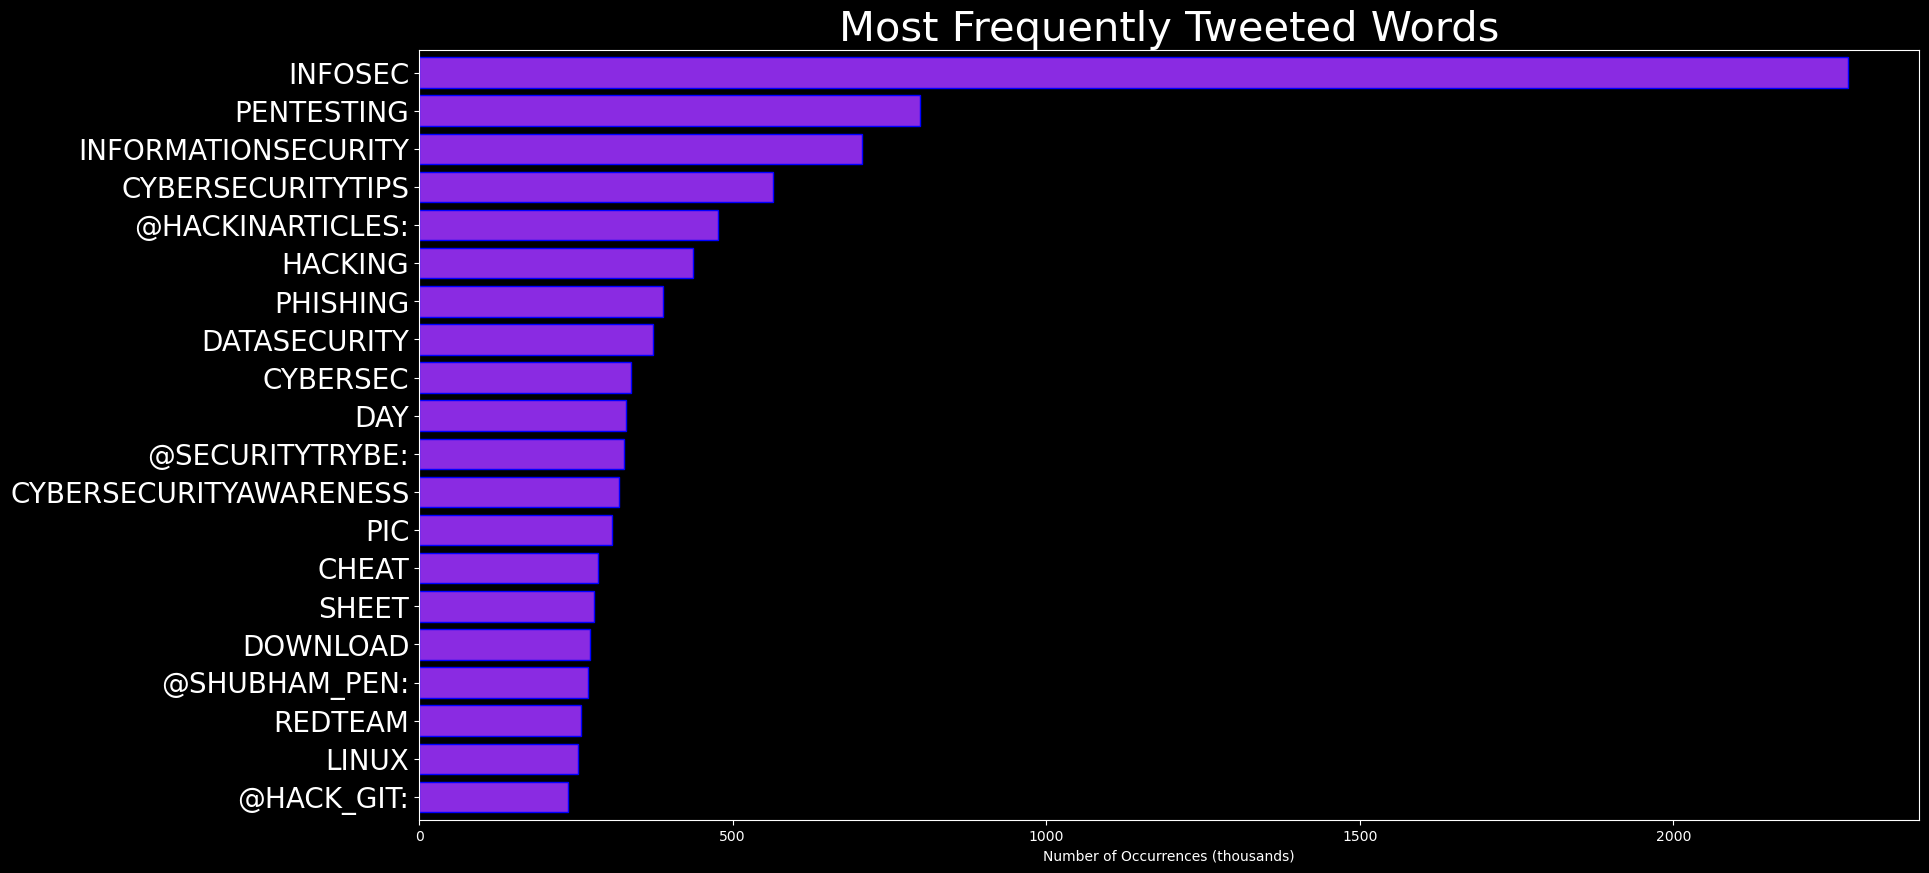 Most Frequently Tweeted Words
INFOSEC
PENTESTING
INFORMATIONSECURITY
CYBERSECURITYTIPS
@HACKINARTICLES:
HACKING
PHISHING
DATASECURITY
CYBERSEC
DAY
@SECURITYTRYBE:
CYBERSECURITYAWARENESS
PIC
CHEAT
SHEET
DOWNLOAD
@SHUBHAM_PEN:
REDTEAM
LINUX
@HACK_GIT:
0 500 1000 1500 2000
Number of Occurrences (thousands)